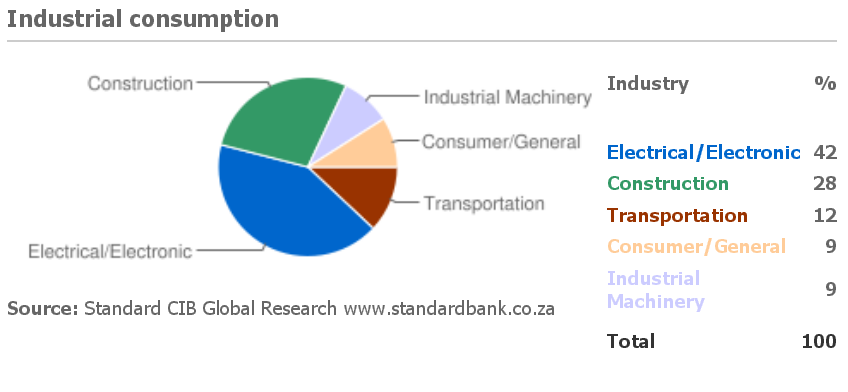 Industrial consumption
Construction
Industrial Machinery
Consumer/General
Transportation
Electrical/Electronic
Source: Standard CIB Global Research www.standardbank.co.za
Industry %
Electrical/Electronic 42
Construction 28
Transportation 12
Consumer/General 9
Industrial
Machinery 9
Total 100